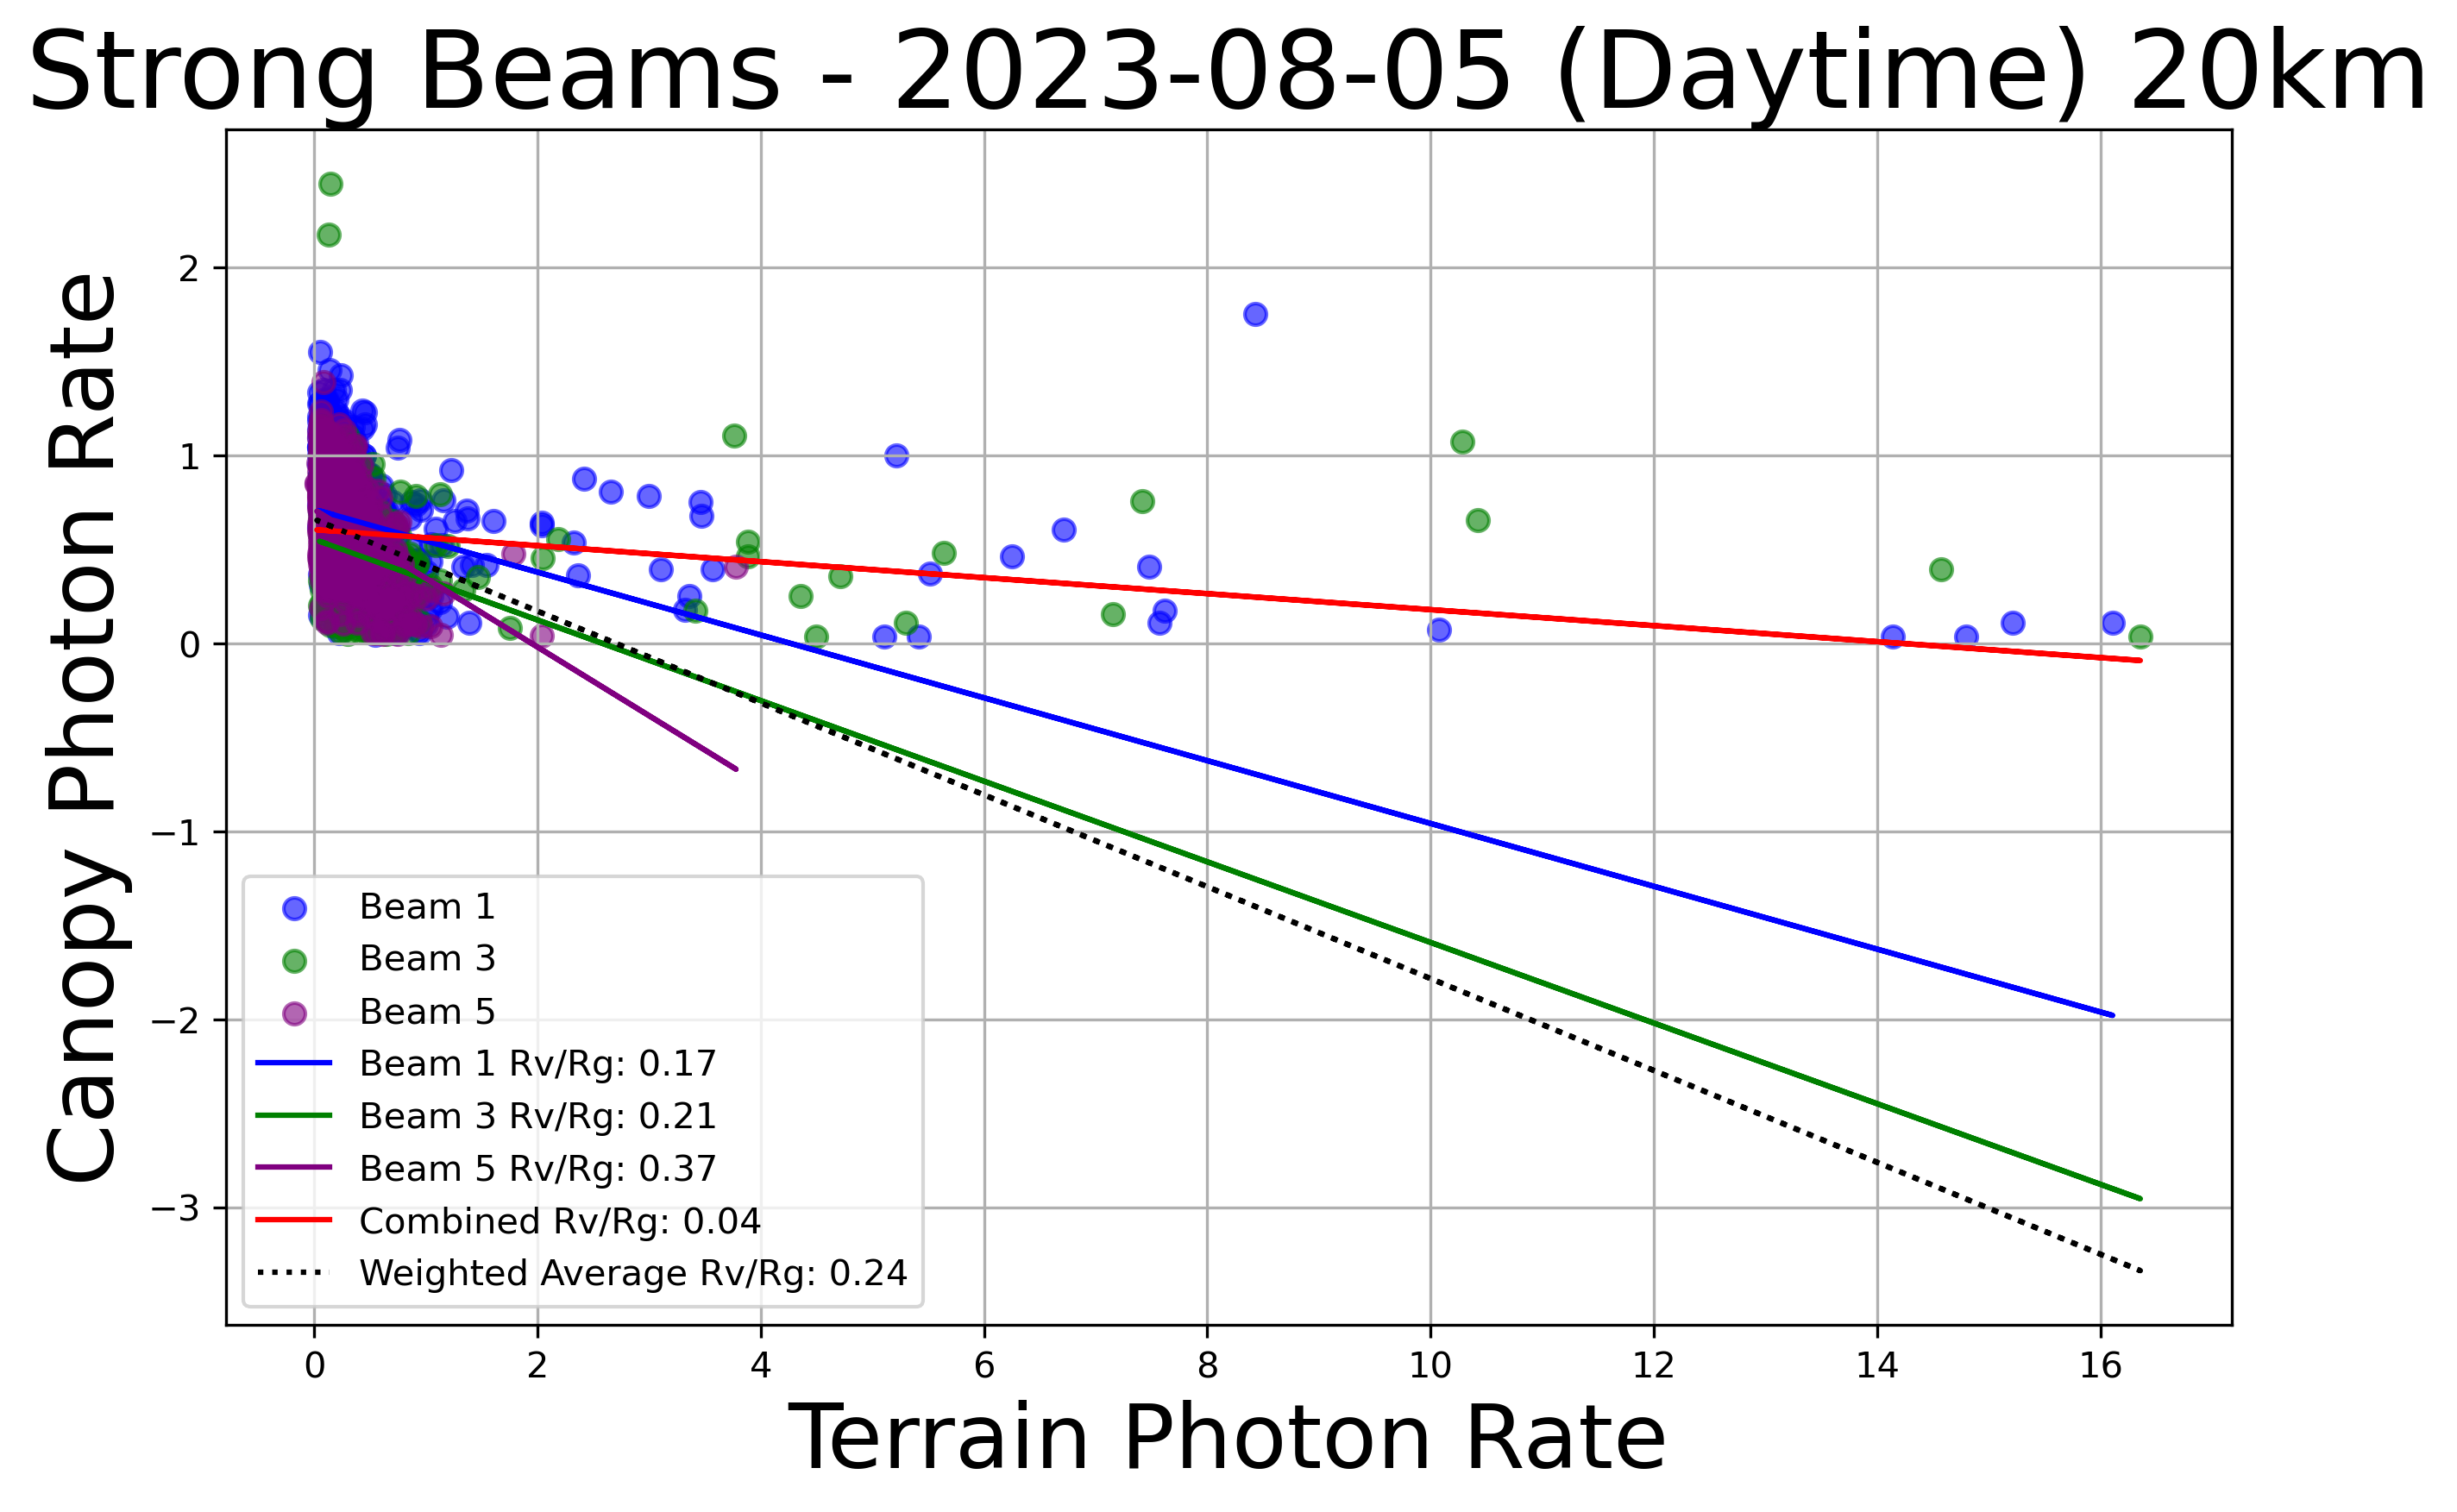 Strong Beams - 2023-08-05 (Daytime) 20km
Canopy Photon Rate
2
1
0
−1
−2
−3
Beam 1
Beam 3
Beam 5
Beam 1 Rv/Rg: 0.17
Beam 3 Rv/Rg: 0.21
Beam 5 Rv/Rg: 0.37
Combined Rv/Rg: 0.04
Weighted Average Rv/Rg: 0.24
0 2 4 6 8 10 12 14 16
Terrain Photon Rate